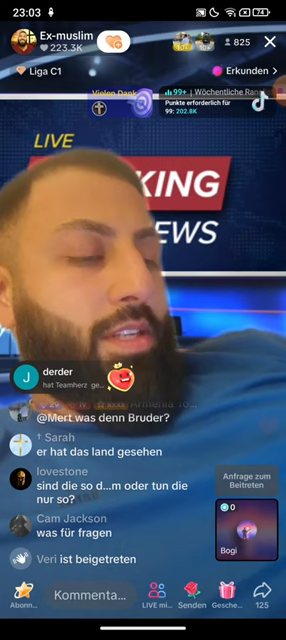 23:03
74
Ex-muslim
223.3K
825
Liga C1
Erkunden
Vielen Dank
99+ | Wöchentliche Ran
Punkte erforderlich für
99: 202.8K
LIVE
KING
EWS
derder
hat Teamherz ge...
@Mert was denn Bruder?
† Sarah
er hat das land gesehen
lovestone
sind die so d...m oder tun die
nur so?
Cam Jackson
was für fragen
Veri ist beigetreten
Anfrage zum
Beitreten
0
Bogi
Abonn...
Kommenta...
LIVE mi...
Senden
Gesche...
125